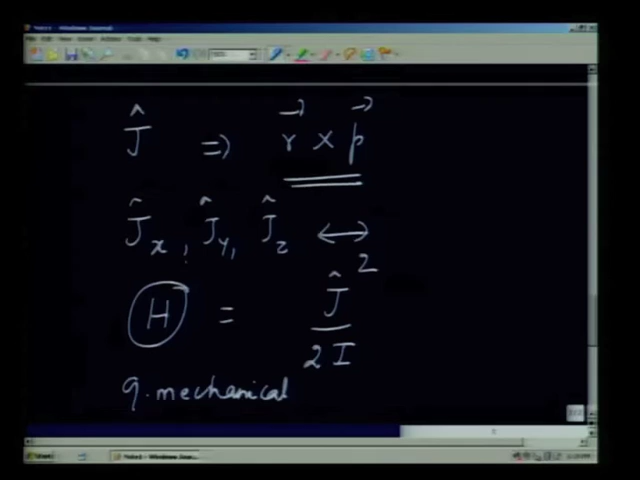 Ĵ ⇒ r⃗ × p⃗
Ĵx, Ĵy, Ĵz ↔
H = Ĵ² / 2I
q. mechanical